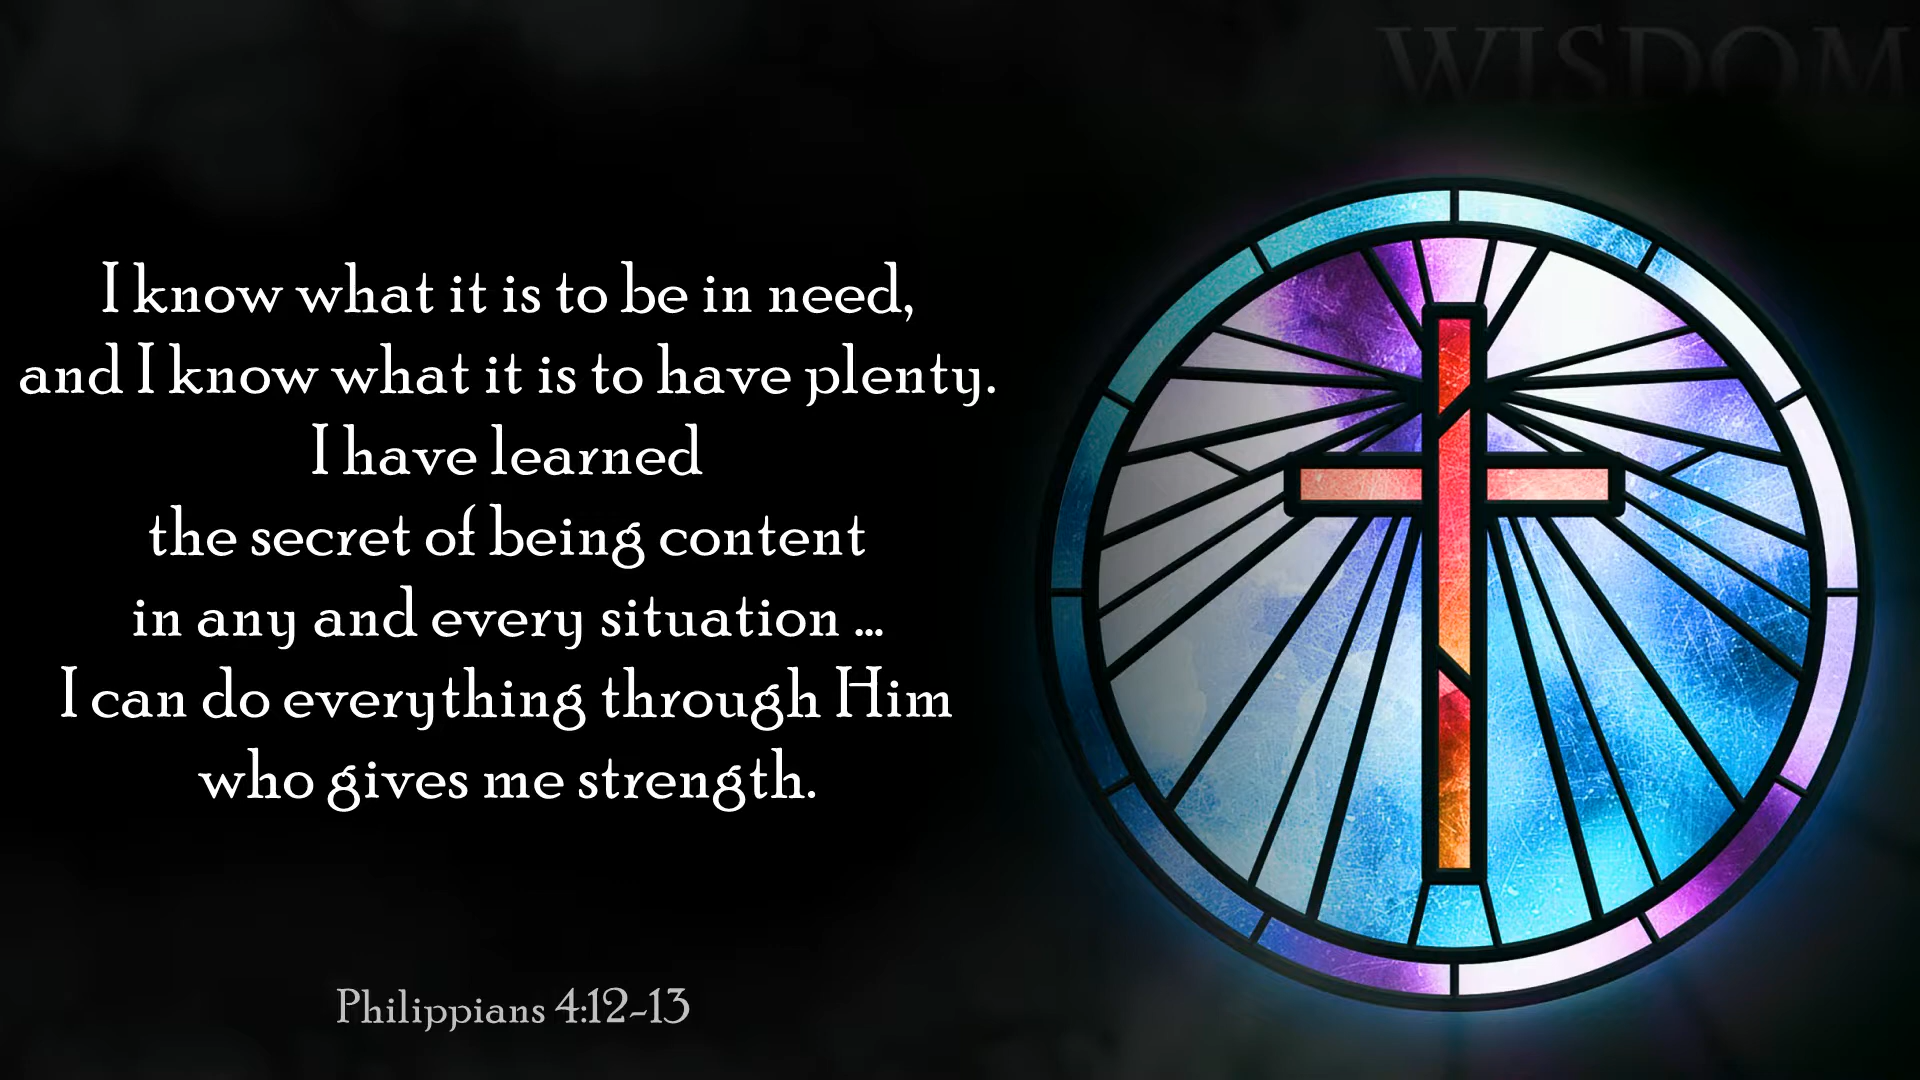 WISDOM
I know what it is to be in need,
and I know what it is to have plenty.
I have learned
the secret of being content
in any and every situation ...
I can do everything through Him
who gives me strength.
Philippians 4:12-13